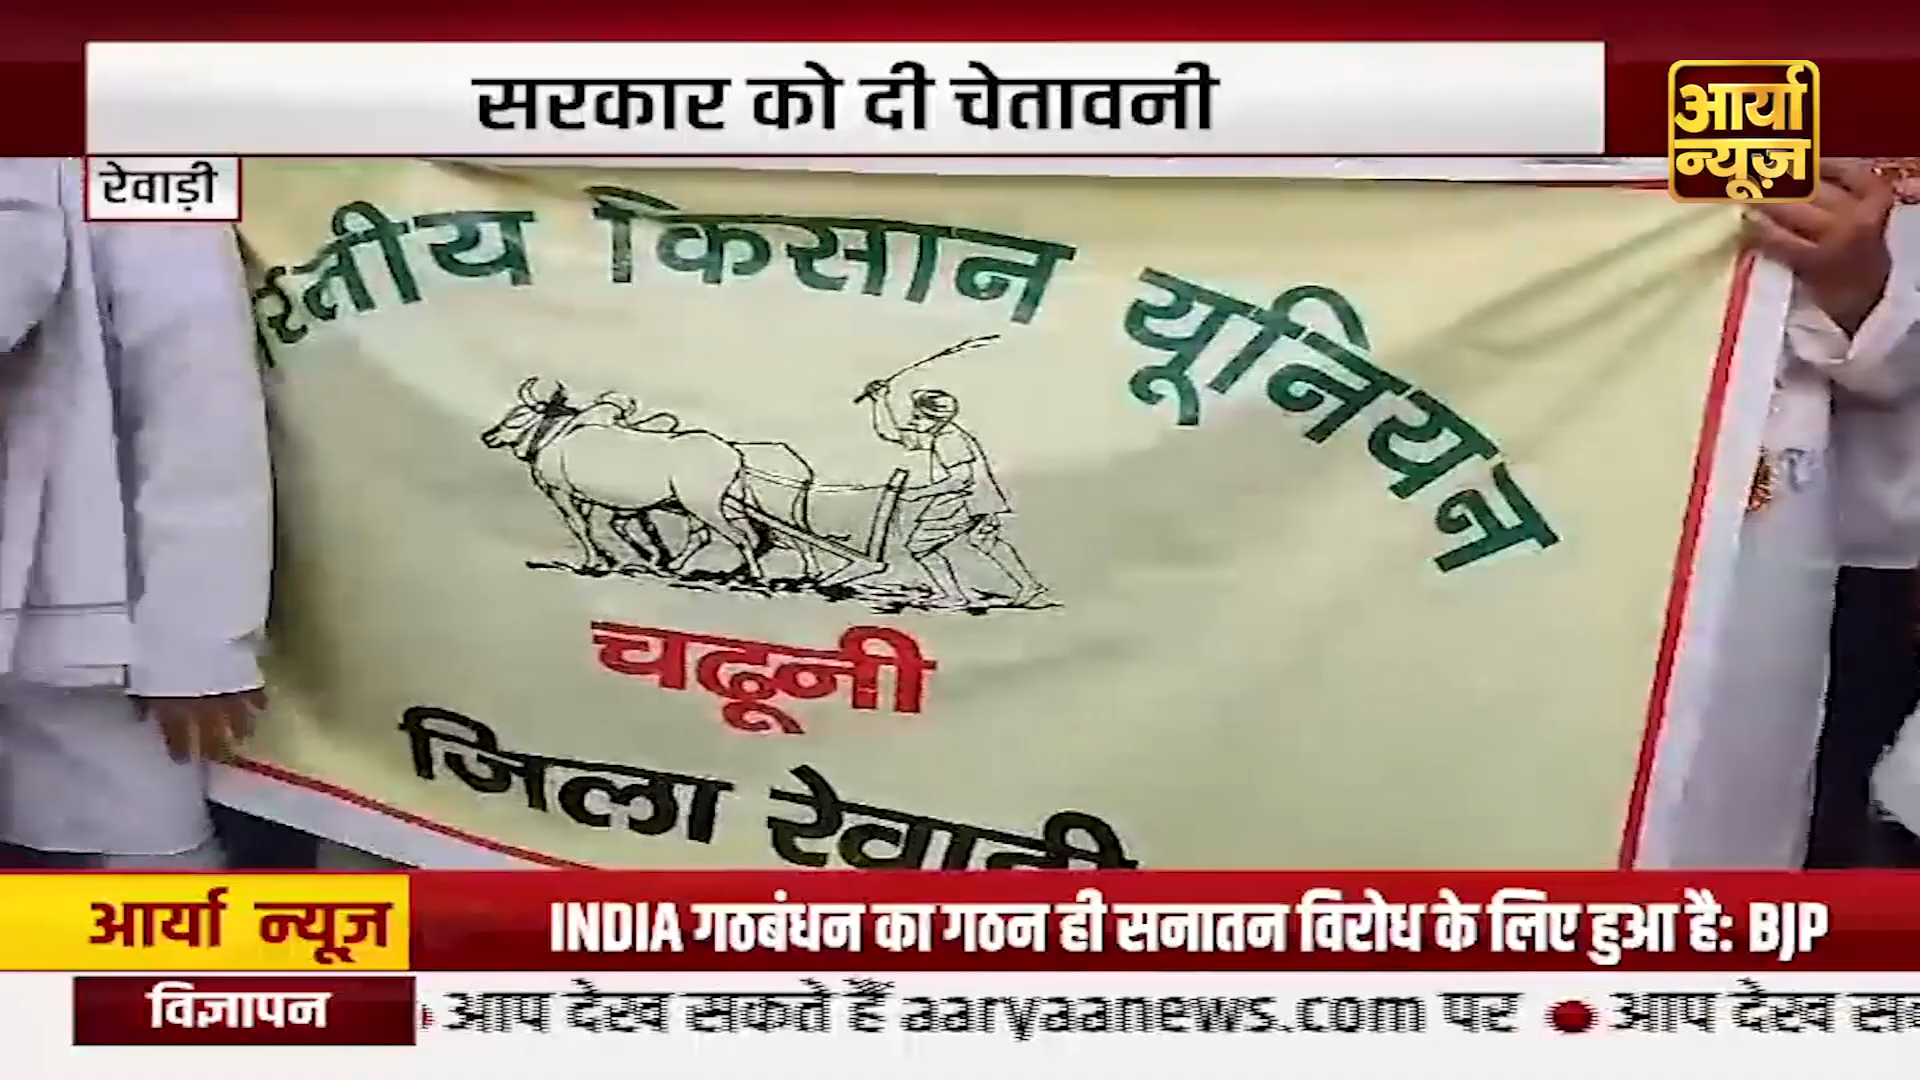 सरकार को दी चेतावनी
आर्या
न्यूज़
रेवाड़ी
रतीय किसान यूनियन
चढूनी
जिला रेवाड़ी
आर्या न्यूज़
INDIA गठबंधन का गठन ही सनातन विरोध के लिए हुआ है: BJP
विज्ञापन
आप देख सकते हैं aaryaanews.com पर ● आप देख सक